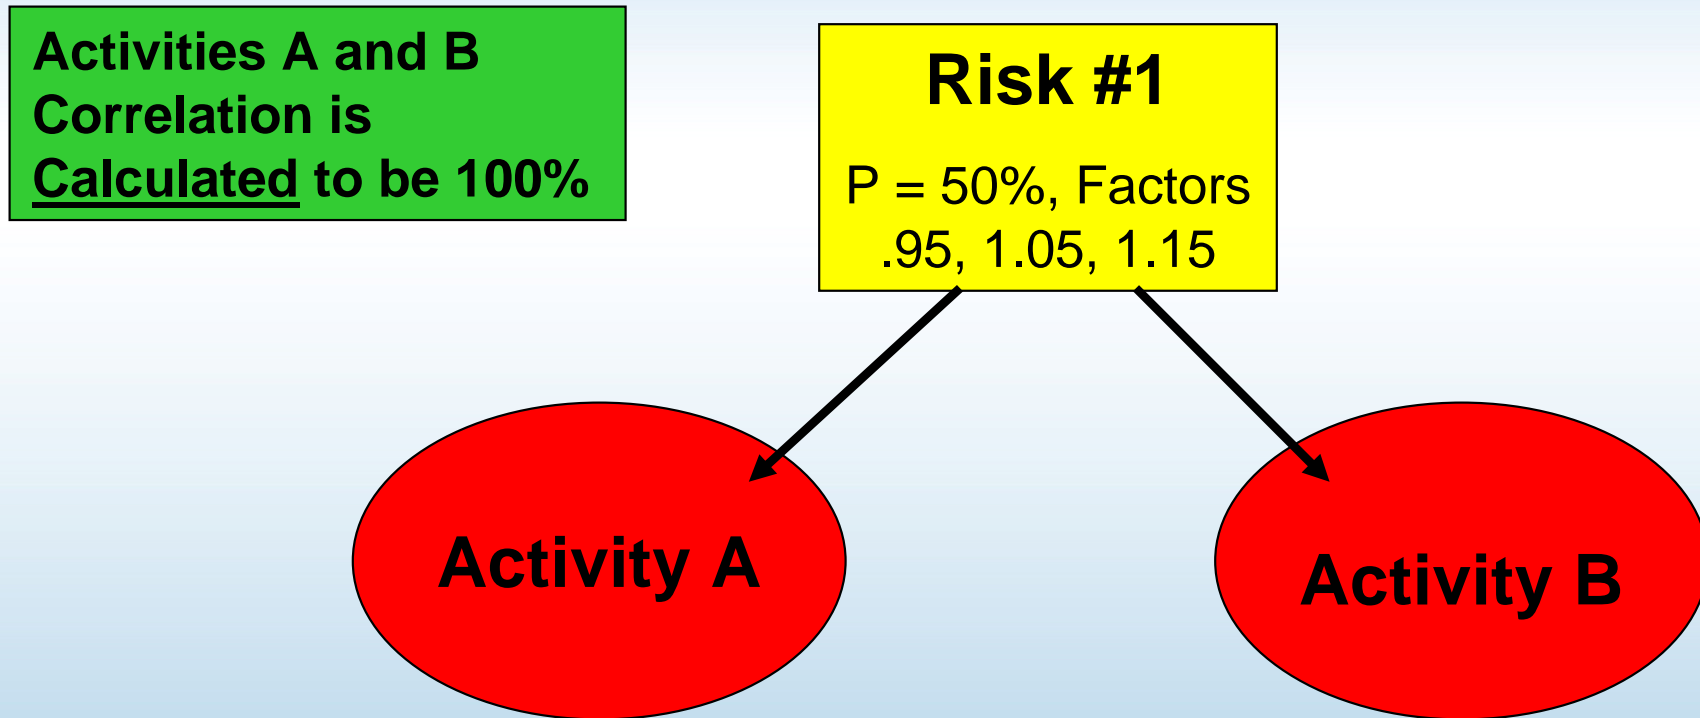 Activities A and B
Correlation is
Calculated to be 100%
Risk #1
P = 50%, Factors
.95, 1.05, 1.15
Activity A
Activity B